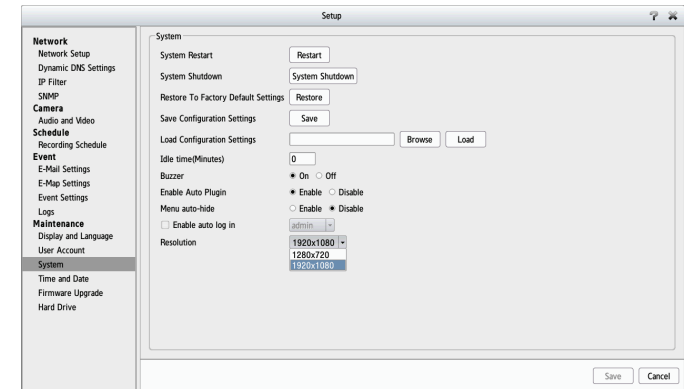 Setup
?
Network
Network Setup
Dynamic DNS Settings
IP Filter
SNMP
Camera
Audio and Video
Schedule
Recording Schedule
Event
E-Mail Settings
E-Map Settings
Event Settings
Logs
Maintenance
Display and Language
User Account
System
Time and Date
Firmware Upgrade
Hard Drive
System
System Restart Restart
System Shutdown System Shutdown
Restore To Factory Default Settings Restore
Save Configuration Settings Save
Load Configuration Settings Browse Load
Idle time(Minutes) 0
Buzzer On Off
Enable Auto Plugin Enable Disable
Menu auto-hide Enable Disable
Enable auto log in admin
Resolution 1920x1080
1280x720
1920x1080
Save Cancel